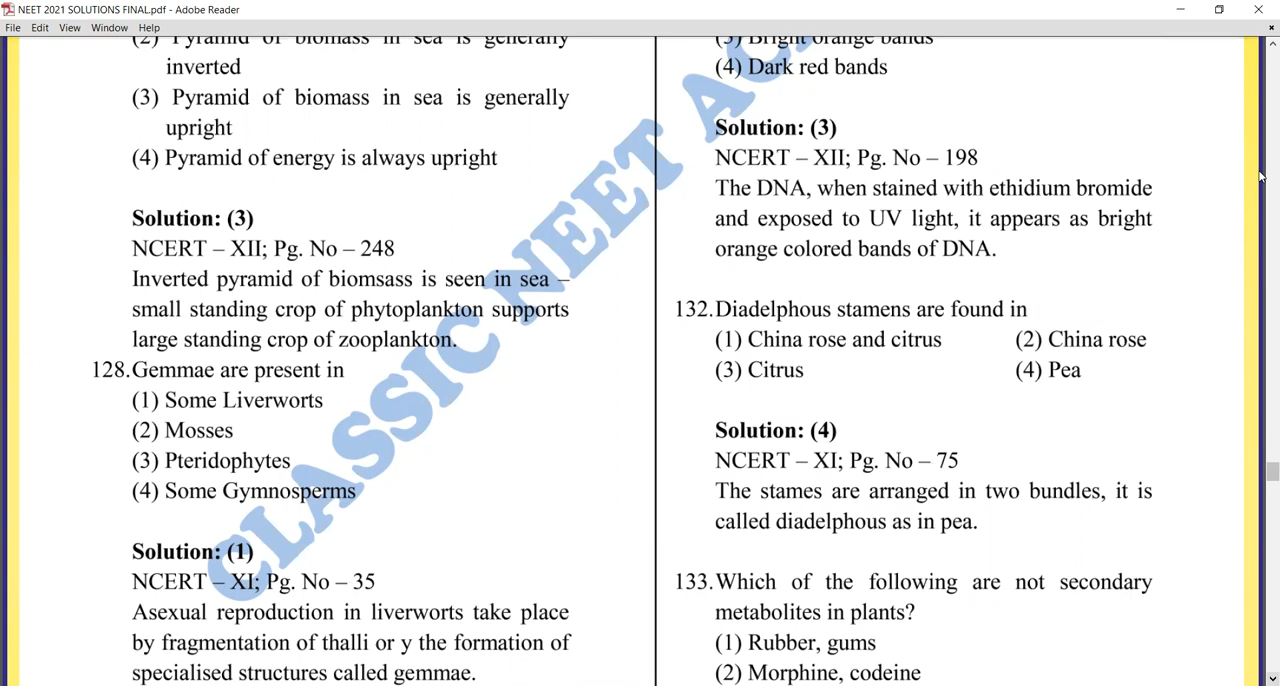 NEET 2021 SOLUTIONS FINAL.pdf - Adobe Reader
File Edit View Window Help
(2) Pyramid of biomass in sea is generally
inverted
(3) Pyramid of biomass in sea is generally
upright
(4) Pyramid of energy is always upright
Solution: (3)
NCERT – XII; Pg. No – 248
Inverted pyramid of biomsass is seen in sea –
small standing crop of phytoplankton supports
large standing crop of zooplankton.
128.Gemmae are present in
(1) Some Liverworts
(2) Mosses
(3) Pteridophytes
(4) Some Gymnosperms
Solution: (1)
NCERT – XI; Pg. No – 35
Asexual reproduction in liverworts take place
by fragmentation of thalli or y the formation of
specialised structures called gemmae.
(3) Bright orange bands
(4) Dark red bands
Solution: (3)
NCERT – XII; Pg. No – 198
The DNA, when stained with ethidium bromide
and exposed to UV light, it appears as bright
orange colored bands of DNA.
132.Diadelphous stamens are found in
(1) China rose and citrus (2) China rose
(3) Citrus (4) Pea
Solution: (4)
NCERT – XI; Pg. No – 75
The stames are arranged in two bundles, it is
called diadelphous as in pea.
133.Which of the following are not secondary
metabolites in plants?
(1) Rubber, gums
(2) Morphine, codeine
CLASSIC NEET AC